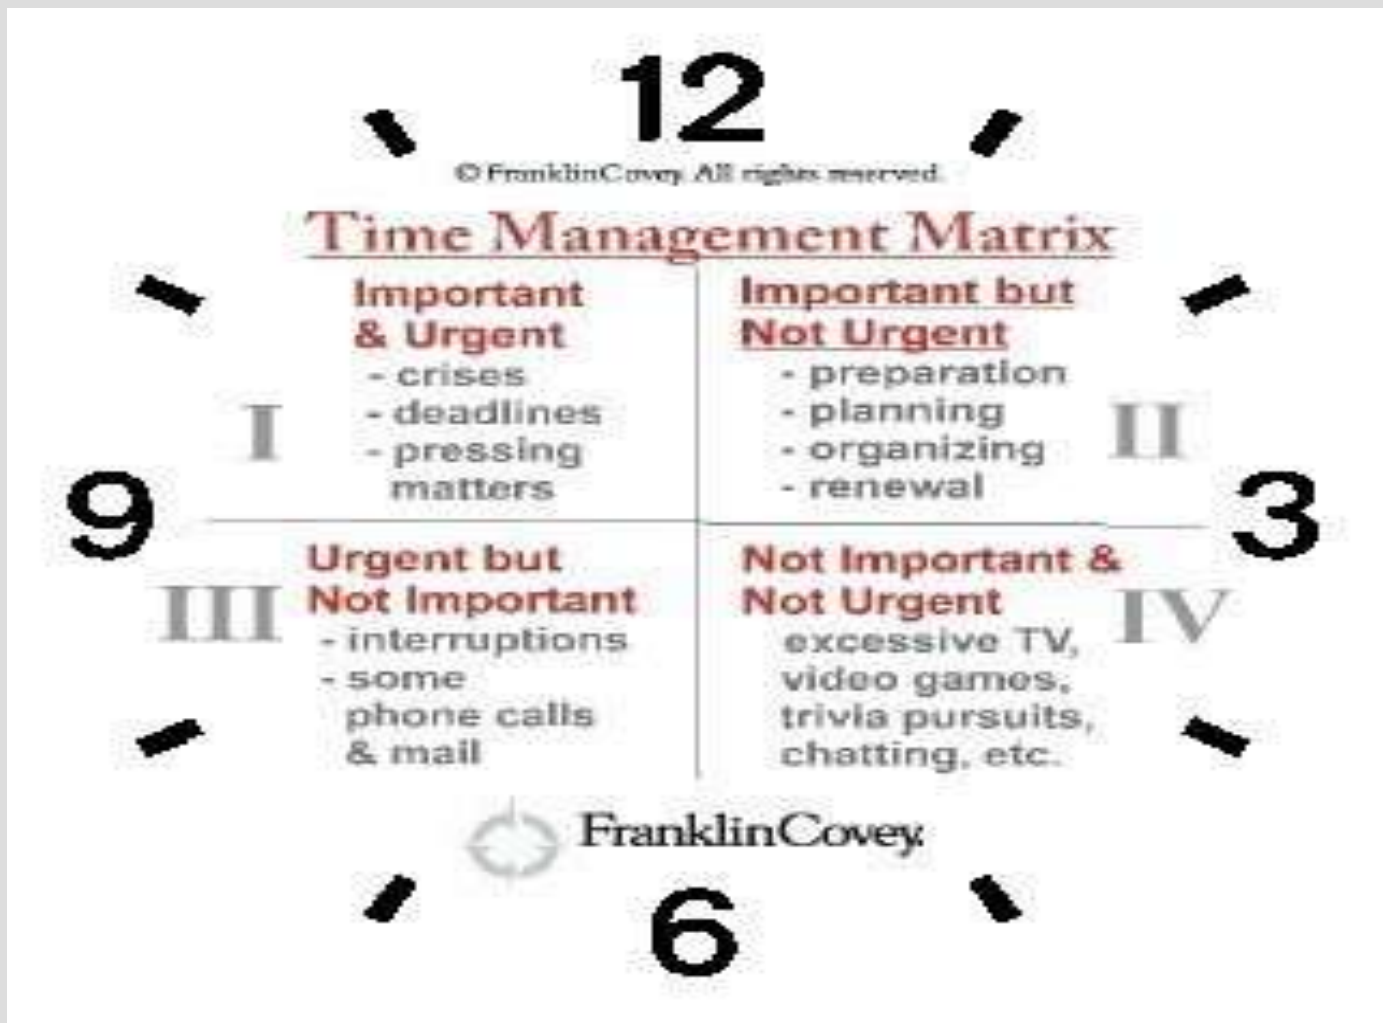 12
© FranklinCovey. All rights reserved.
Time Management Matrix
Important
& Urgent
- crises
- deadlines
- pressing
matters
I
Important but
Not Urgent
- preparation
- planning
- organizing
- renewal
II
9
3
Urgent but
Not Important
- interruptions
- some
phone calls
& mail
III
Not Important &
Not Urgent
excessive TV,
video games,
trivia pursuits,
chatting, etc.
IV
FranklinCovey.
6